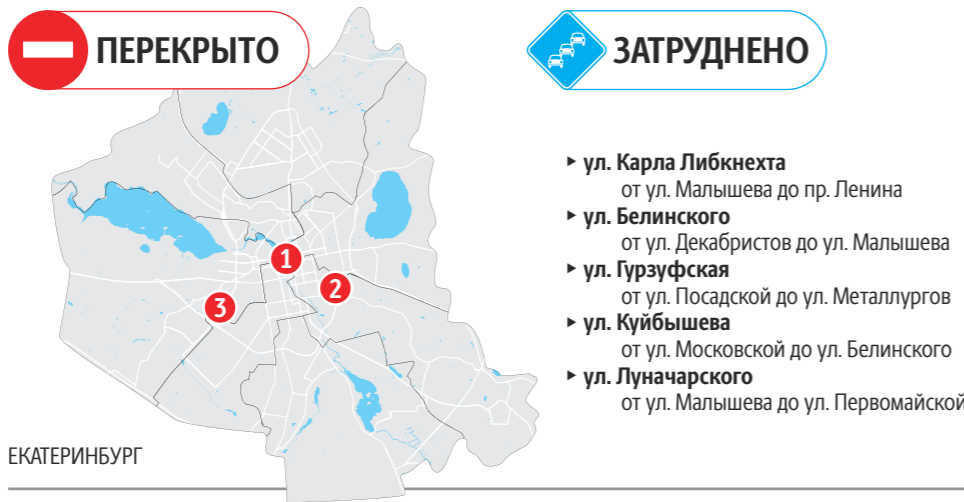 ПЕРЕКРЫТО
ЗАТРУДНЕНО
1
2
3
ЕКАТЕРИНБУРГ
▸ ул. Карла Либкнехта
от ул. Малышева до пр. Ленина
▸ ул. Белинского
от ул. Декабристов до ул. Малышева
▸ ул. Гурзуфская
от ул. Посадской до ул. Металлургов
▸ ул. Куйбышева
от ул. Московской до ул. Белинского
▸ ул. Луначарского
от ул. Малышева до ул. Первомайской